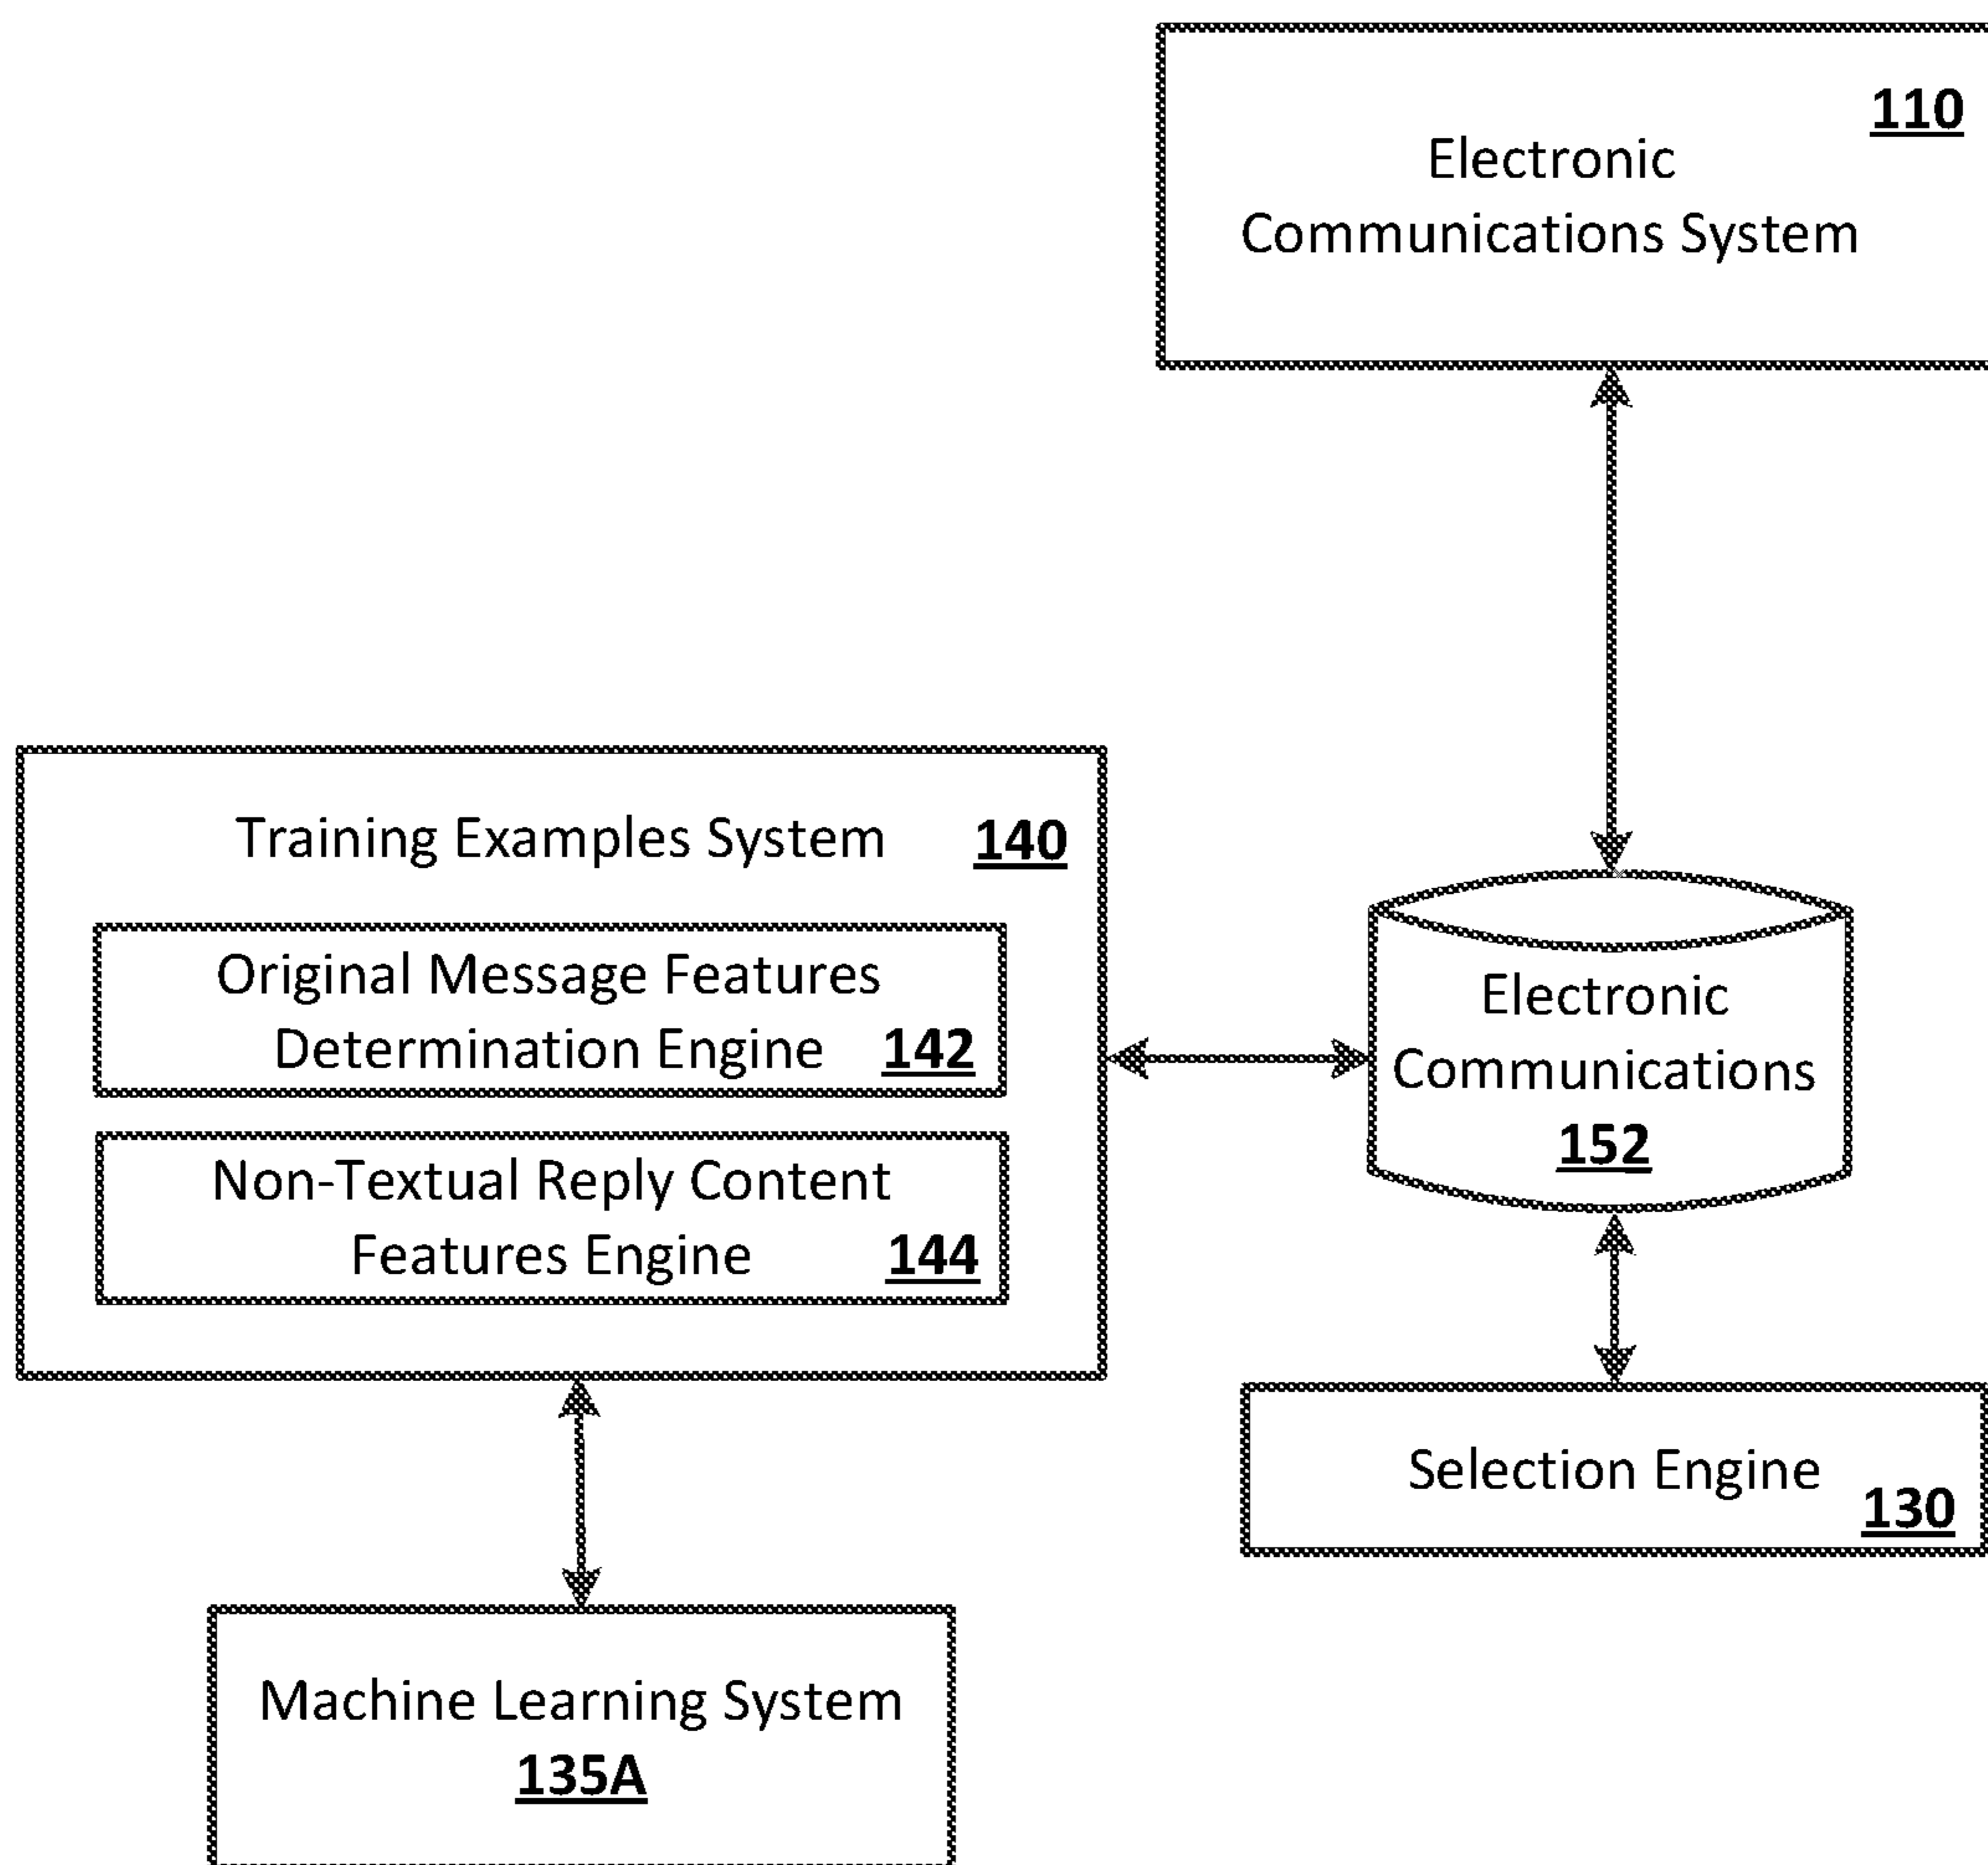 110
Electronic
Communications System
Training Examples System 140
Original Message Features
Determination Engine 142
Non-Textual Reply Content
Features Engine 144
Electronic
Communications
152
Selection Engine
130
Machine Learning System
135A